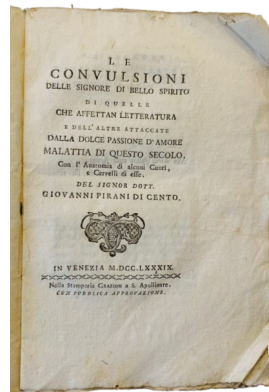 LE
CONVULSIONI
DELLE SIGNORE DI BELLO SPIRITO
DI QUELLE
CHE AFFETTAN LETTERATURA
E DELL' ALTRE ATTACCATE
DALLA DOLCE PASSIONE D' AMORE
MALATTIA DI QUESTO SECOLO,
Con l' Anatomia di alcuni Cuori,
e Cervelli di esse.
DEL SIGNOR DOTT.
GIOVANNI PIRANI DI CENTO.
IN VENEZIA M.DCC.LXXXIX.
Nella Stamperia GRAZIOSI a S. Apollinare.
CON PUBBLICA APPROVAZIONE.